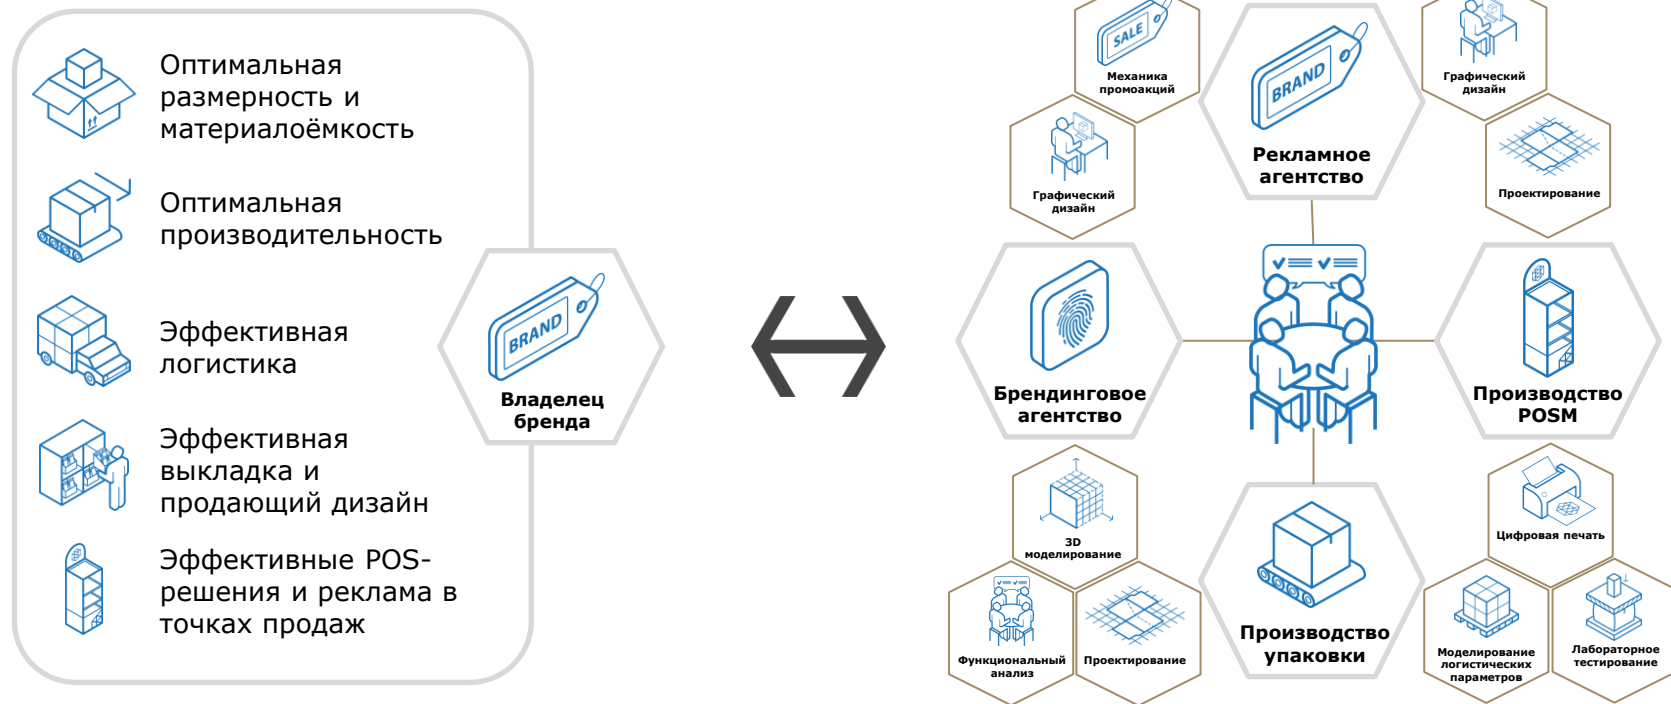 Оптимальная
размерность и
материалоёмкость
Оптимальная
производительность
Эффективная
логистика
Эффективная
выкладка и
продающий дизайн
Эффективные POS-
решения и реклама в
точках продаж
BRAND
Владелец
бренда
SALE
Механика
промоакций
Графический
дизайн
BRAND
Рекламное
агентство
Графический
дизайн
Проектирование
Брендинговое
агентство
Производство
POSM
3D
моделирование
Функциональный
анализ
Проектирование
Производство
упаковки
Цифровая печать
Моделирование
логистических
параметров
Лабораторное
тестирование